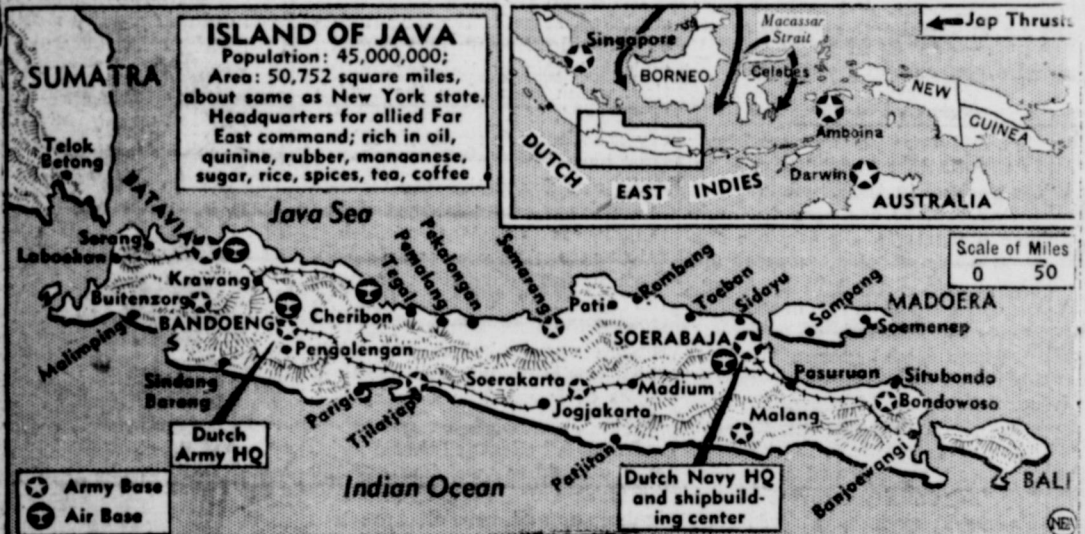 ISLAND OF JAVA
Population: 45,000,000;
Area: 50,752 square miles,
about same as New York state.
Headquarters for allied Far
East command; rich in oil,
quinine, rubber, manganese,
sugar, rice, spices, tea, coffee
SUMATRA
Telok
Betong
Jap Thrusts
Macassar
Strait
Singapore
BORNEO
Celebes
NEW
GUINEA
Amboina
DUTCH
EAST INDIES
Darwin
AUSTRALIA
Java Sea
Scale of Miles
0 50
BATAVIA
Serang
Laboehan
Krawang
Buitenzorg
Malimping
BANDOENG
Cheribon
Pengalengan
Tegal
Pemalang
Pekalongan
Semarang
Pati
Rembang
Toeban
Sidayu
Sampang
MADOERA
Soemenep
SOERABAJA
Sindang
Barang
Parigi
Tjilatjap
Soerakarta
Jogjakarta
Madium
Patjitan
Malang
Pasuruan
Situbondo
Bondowoso
Banjoewangi
BALI
Dutch
Army HQ
Dutch Navy HQ
and shipbuild-
ing center
Indian Ocean
Army Base
Air Base
NEA